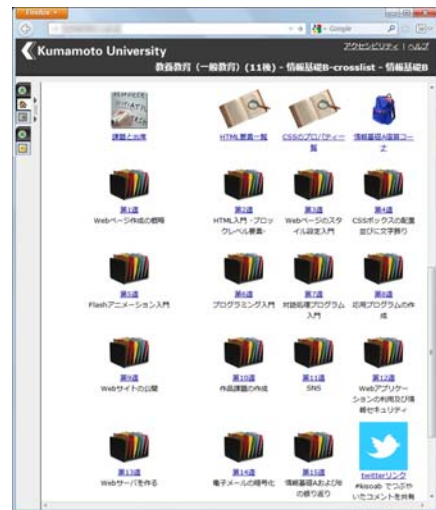 Firefox
Google
Kumamoto University
アクセシビリティ | ヘルプ
教養教育（一般教育）(11後) - 情報基礎B-crosslist - 情報基礎B
課題と出席
HTML要素一覧
CSSのプロパティ一
覧
情報基礎A復習コー
ナ
第1週
Webページ作成の概略
第2週
HTML入門 -ブロッ
クレベル要素-
第3週
Webページのスタ
イル設定入門
第4週
CSSボックスの配置
並びに文字飾り
第5週
Flashアニメーション入門
第6週
プログラミング入門
第7週
対話処理プログラム
入門
第8週
応用プログラムの作
成
第9週
Webサイトの公開
第10週
作品課題の作成
第11週
SNS
第12週
Webアプリケー
ションの利用及び情
報セキュリティ
第13週
Webサーバを作る
第14週
電子メールの暗号化
第15週
情報基礎AおよびB
の振り返り
twitterリンク
#kisoab でつぶや
いたコメントを共有